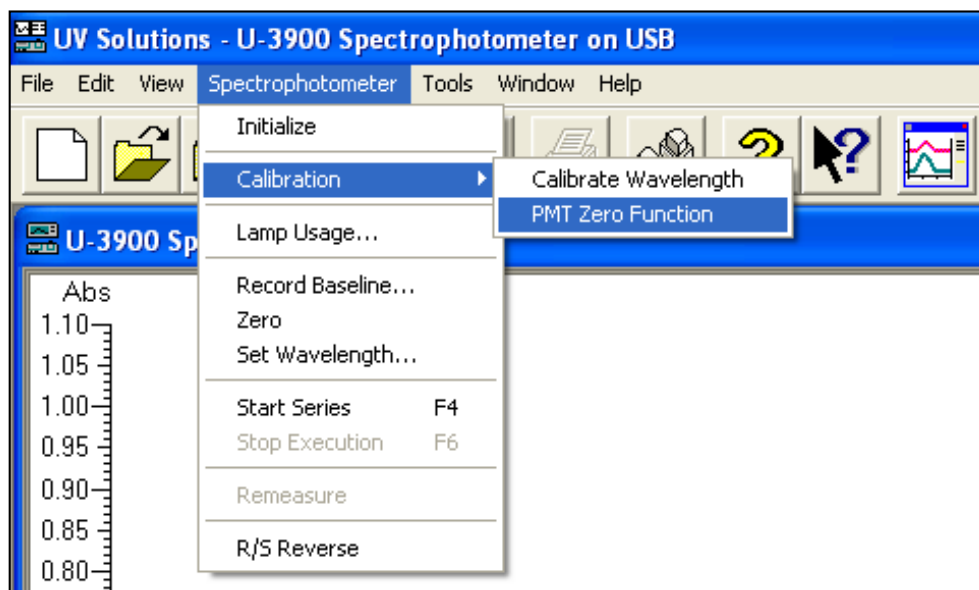 UV Solutions - U-3900 Spectrophotometer on USB
File Edit View Spectrophotometer Tools Window Help
Initialize
Calibration
Calibrate Wavelength
PMT Zero Function
Lamp Usage...
U-3900 Sp
Record Baseline...
Zero
Set Wavelength...
Start Series F4
Stop Execution F6
Remeasure
R/S Reverse
Abs
1.10
1.05
1.00
0.95
0.90
0.85
0.80